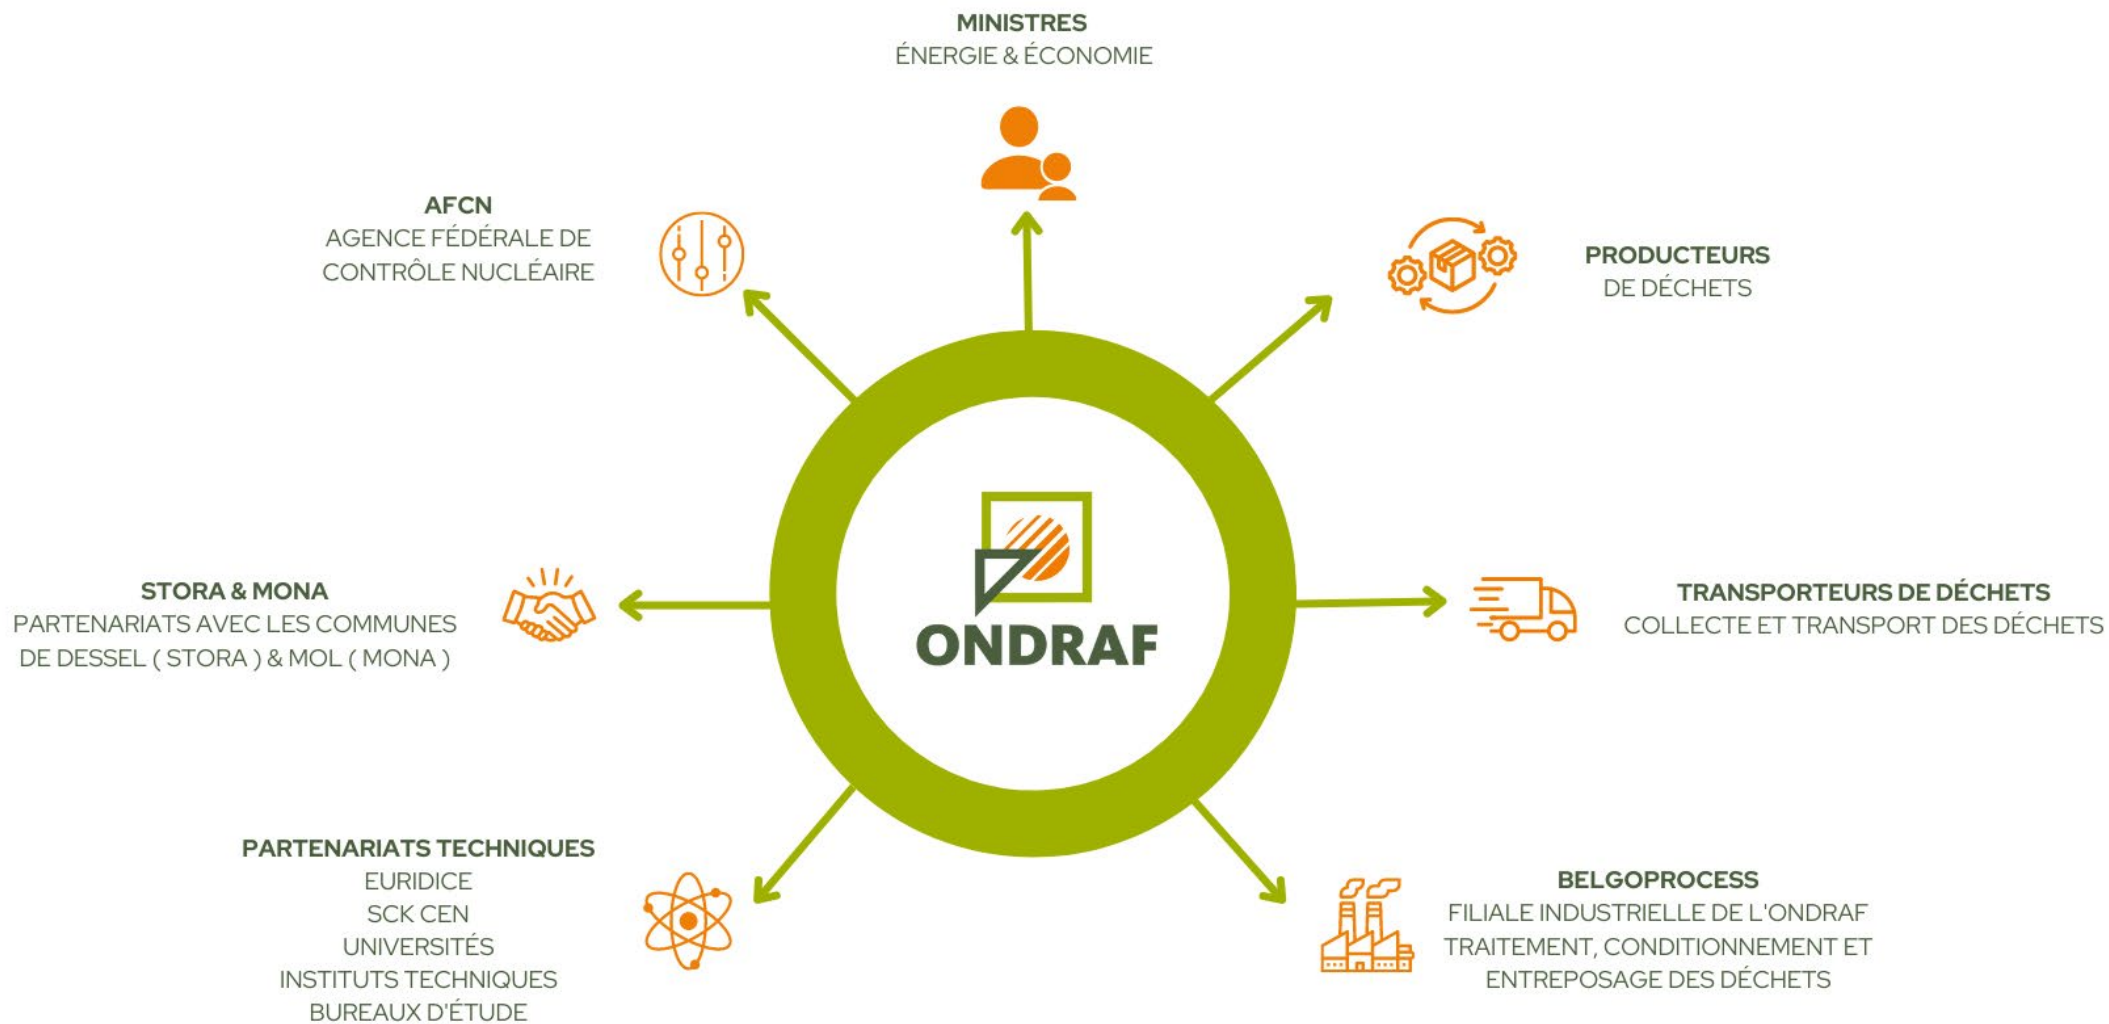 MINISTRES
ÉNERGIE & ÉCONOMIE
AFCN
AGENCE FÉDÉRALE DE
CONTRÔLE NUCLÉAIRE
PRODUCTEURS
DE DÉCHETS
ONDRAF
STORA & MONA
PARTENARIATS AVEC LES COMMUNES
DE DESSEL ( STORA ) & MOL ( MONA )
TRANSPORTEURS DE DÉCHETS
COLLECTE ET TRANSPORT DES DÉCHETS
PARTENARIATS TECHNIQUES
EURIDICE
SCK CEN
UNIVERSITÉS
INSTITUTS TECHNIQUES
BUREAUX D'ÉTUDE
BELGOPROCESS
FILIALE INDUSTRIELLE DE L'ONDRAF
TRAITEMENT, CONDITIONNEMENT ET
ENTREPOSAGE DES DÉCHETS